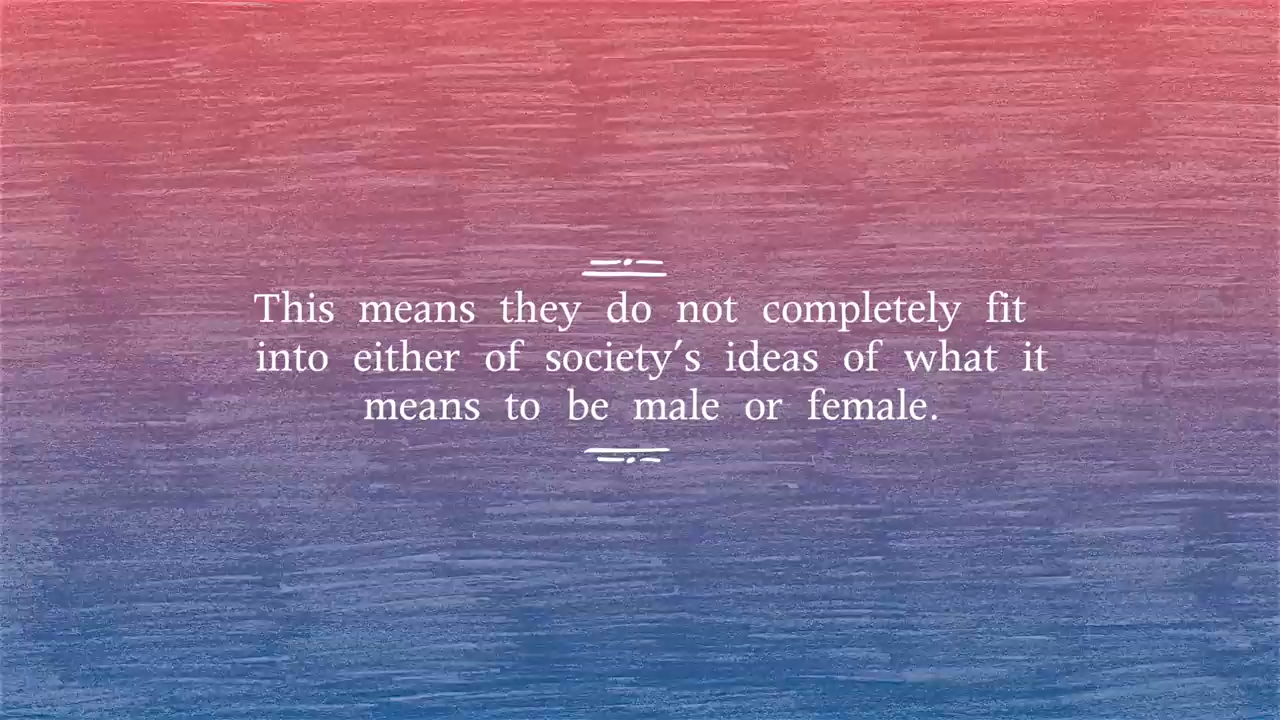 This means they do not completely fit
into either of society's ideas of what it
means to be male or female.